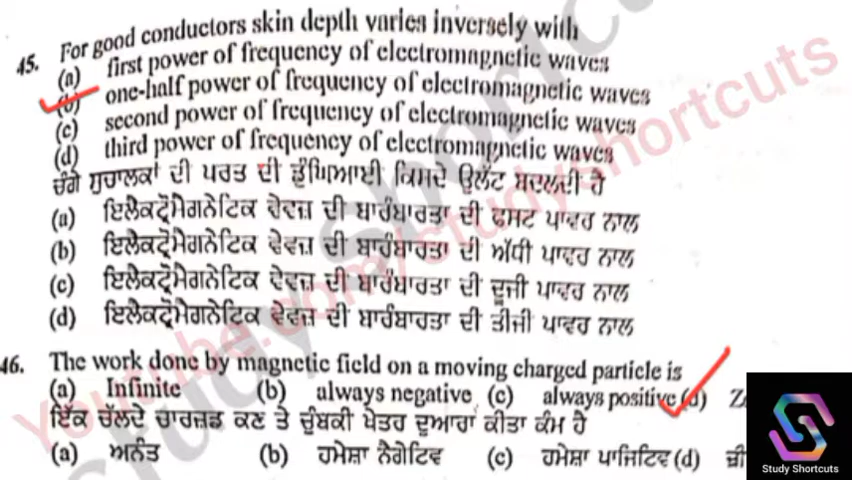 45. For good conductors skin depth varies inversely with
(a) first power of frequency of electromagnetic waves
(b) one-half power of frequency of electromagnetic waves
(c) second power of frequency of electromagnetic waves
(d) third power of frequency of electromagnetic waves
ਚੰਗੇ ਸੁਚਾਲਕਾਂ ਦੀ ਪਰਤ ਦੀ ਡੂੰਘਿਆਈ ਕਿਸਦੇ ਉਲੱਟ ਬਦਲਦੀ ਹੈ
(a) ਇਲੈਕਟ੍ਰੋਮੈਗਨੇਟਿਕ ਵੇਵਜ਼ ਦੀ ਬਾਰੰਬਾਰਤਾ ਦੀ ਫਸਟ ਪਾਵਰ ਨਾਲ
(b) ਇਲੈਕਟ੍ਰੋਮੈਗਨੇਟਿਕ ਵੇਵਜ਼ ਦੀ ਬਾਰੰਬਾਰਤਾ ਦੀ ਅੱਧੀ ਪਾਵਰ ਨਾਲ
(c) ਇਲੈਕਟ੍ਰੋਮੈਗਨੇਟਿਕ ਵੇਵਜ਼ ਦੀ ਬਾਰੰਬਾਰਤਾ ਦੀ ਦੂਜੀ ਪਾਵਰ ਨਾਲ
(d) ਇਲੈਕਟ੍ਰੋਮੈਗਨੇਟਿਕ ਵੇਵਜ਼ ਦੀ ਬਾਰੰਬਾਰਤਾ ਦੀ ਤੀਜੀ ਪਾਵਰ ਨਾਲ
46. The work done by magnetic field on a moving charged particle is
(a) Infinite (b) always negative (c) always positive (d)
ਇੱਕ ਚੱਲਦੇ ਚਾਰਜ਼ਡ ਕਣ ਤੇ ਚੁੰਬਕੀ ਖੇਤਰ ਦੁਆਰਾਂ ਕੀਤਾ ਕੰਮ ਹੈ
(a) ਅਨੰਤ (b) ਹਮੇਸ਼ਾ ਨੈਗੇਟਿਵ (c) ਹਮੇਸ਼ਾ ਪਾਜਿਟਿਵ (d)
Youtube.com/studyshortcuts
Study Shortcuts